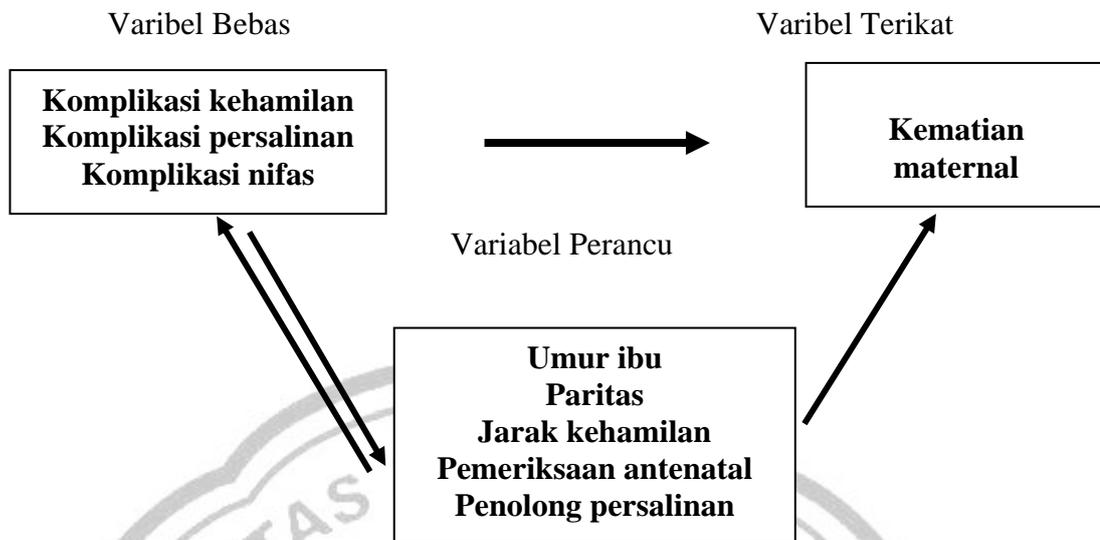 Varibel Bebas
Varibel Terikat
Komplikasi kehamilan
Komplikasi persalinan
Komplikasi nifas
Kematian
maternal
Variabel Perancu
Umur ibu
Paritas
Jarak kehamilan
Pemeriksaan antenatal
Penolong persalinan
TAS